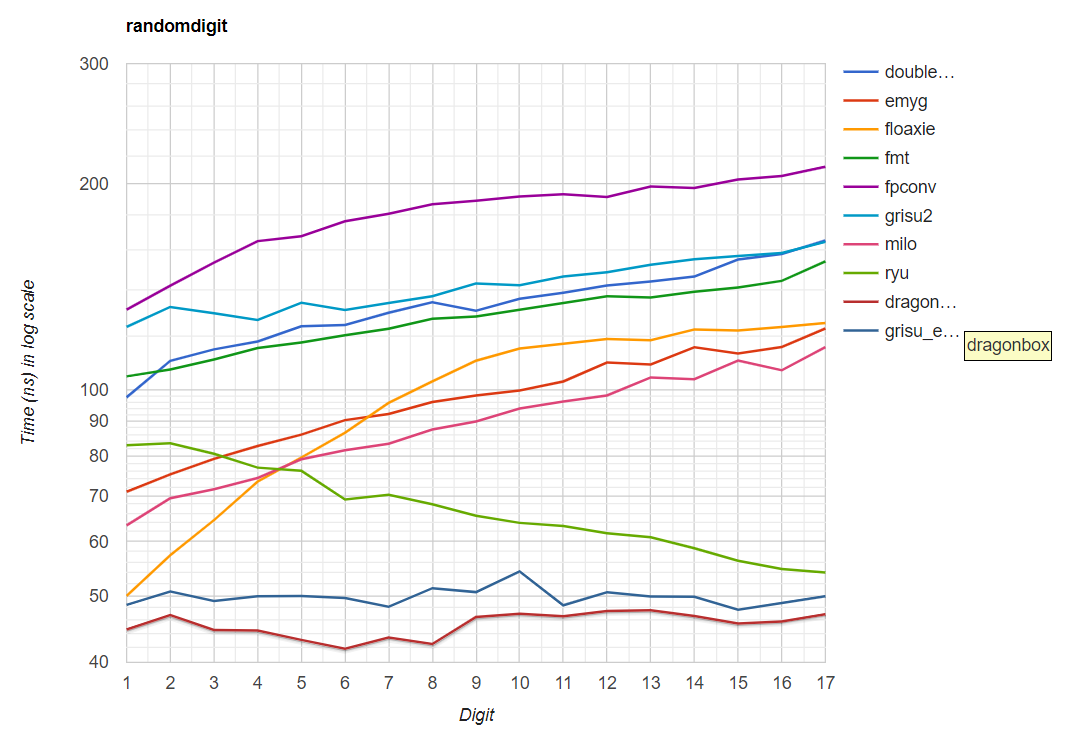 randomdigit
300
200
100
90
80
70
60
50
40
Time (ns) in log scale
1 2 3 4 5 6 7 8 9 10 11 12 13 14 15 16 17
Digit
double…
emyg
floaxie
fmt
fpconv
grisu2
milo
ryu
dragon…
grisu_e…
dragonbox